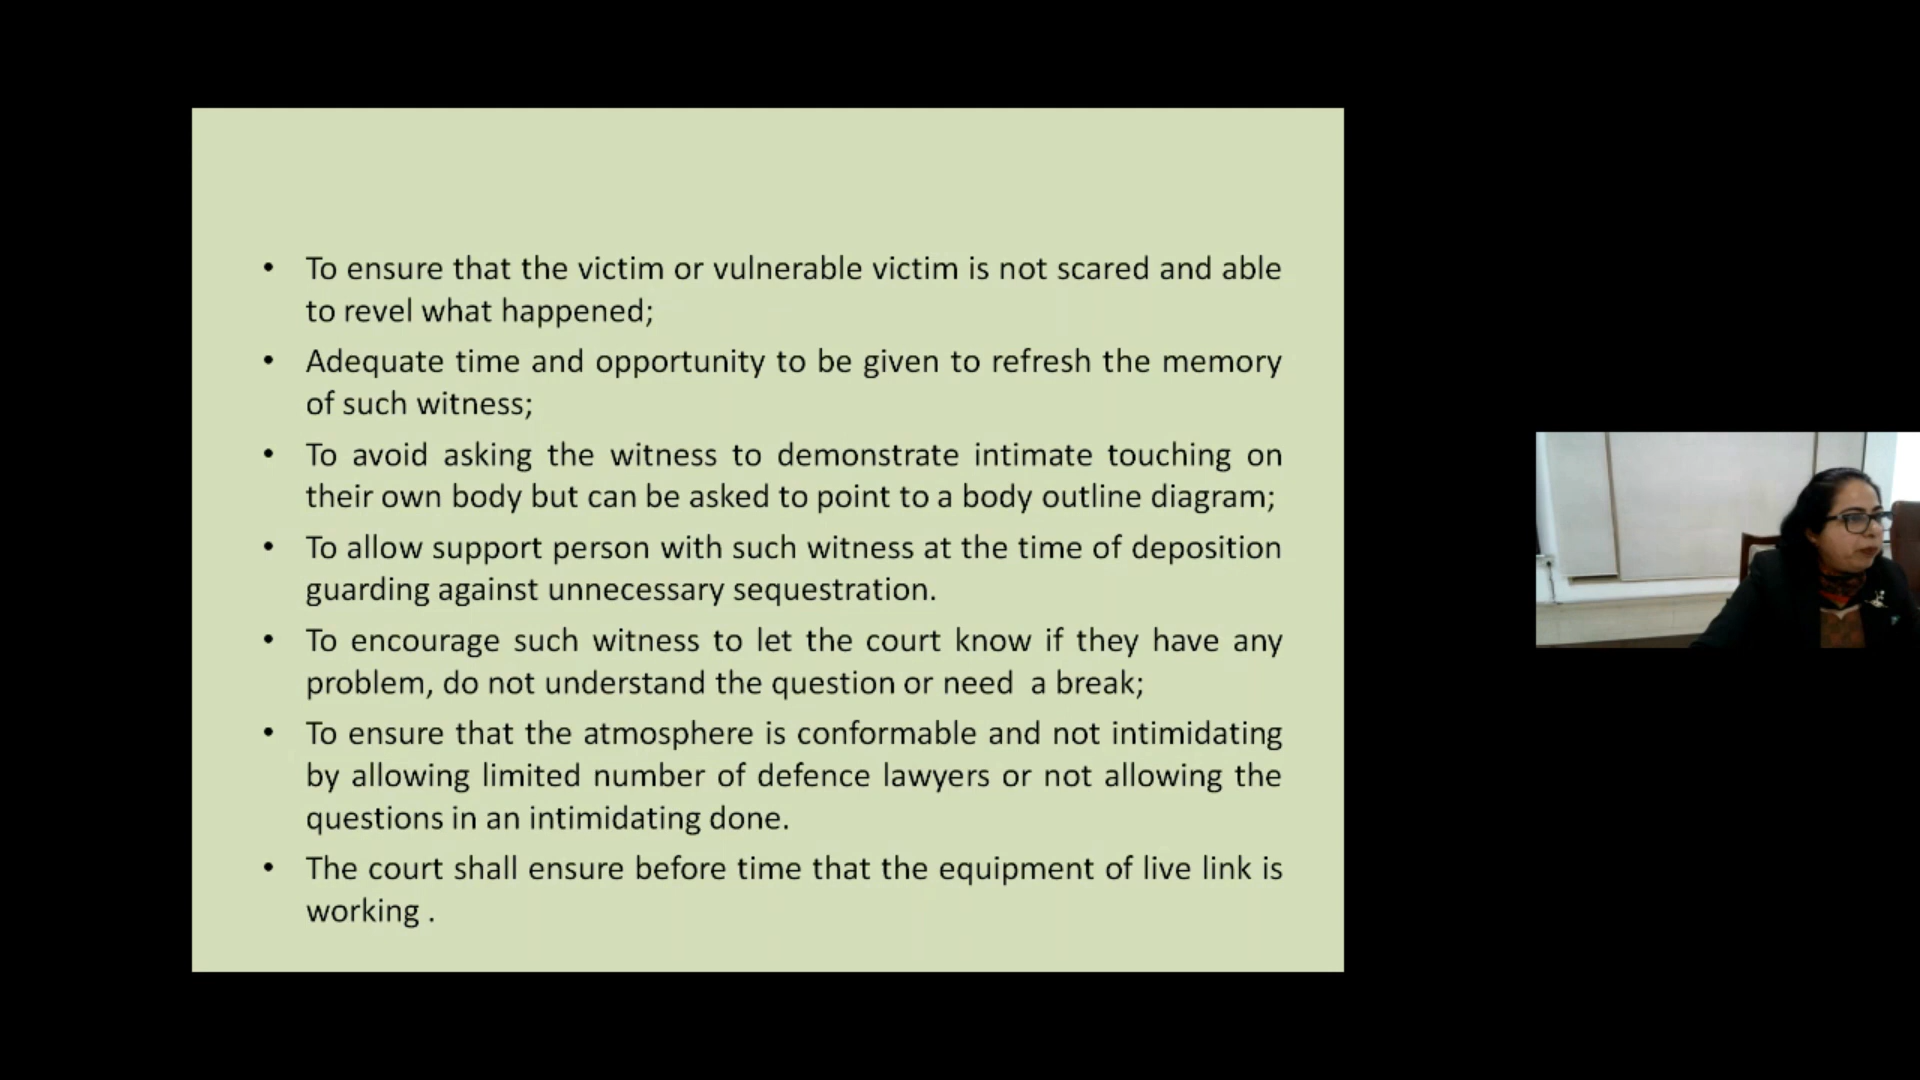 • To ensure that the victim or vulnerable victim is not scared and able
to revel what happened;
• Adequate time and opportunity to be given to refresh the memory
of such witness;
• To avoid asking the witness to demonstrate intimate touching on
their own body but can be asked to point to a body outline diagram;
• To allow support person with such witness at the time of deposition
guarding against unnecessary sequestration.
• To encourage such witness to let the court know if they have any
problem, do not understand the question or need  a break;
• To ensure that the atmosphere is conformable and not intimidating
by allowing limited number of defence lawyers or not allowing the
questions in an intimidating done.
• The court shall ensure before time that the equipment of live link is
working .